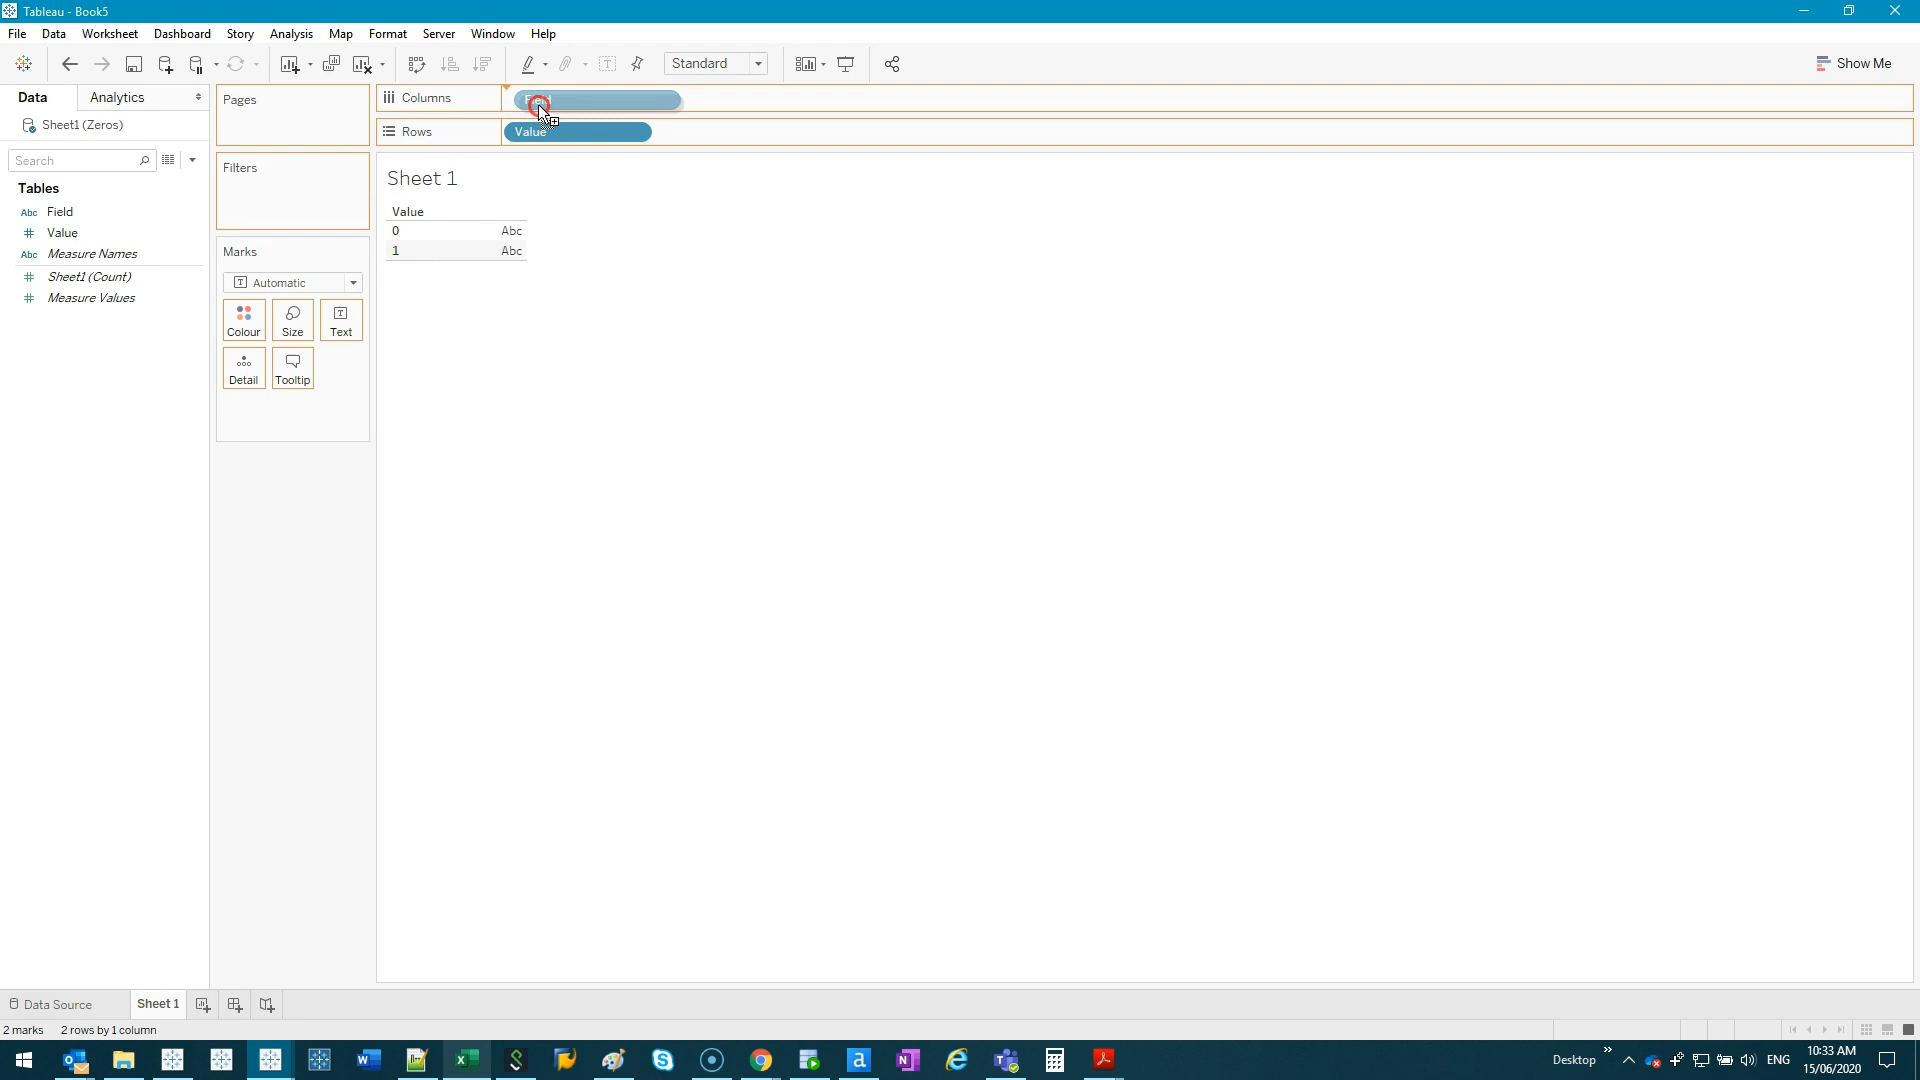 Tableau - Book5
File Data Worksheet Dashboard Story Analysis Map Format Server Window Help
Standard
Show Me
Data
Analytics
Sheet1 (Zeros)
Search
Tables
Abc Field
# Value
Abc Measure Names
# Sheet1 (Count)
# Measure Values
Pages
Filters
Marks
Automatic
Colour
Size
Text
Detail
Tooltip
Columns
Rows
Value
Sheet 1
Value
0 Abc
1 Abc
Data Source
Sheet 1
2 marks
2 rows by 1 column
Desktop
ENG
10:33 AM
15/06/2020